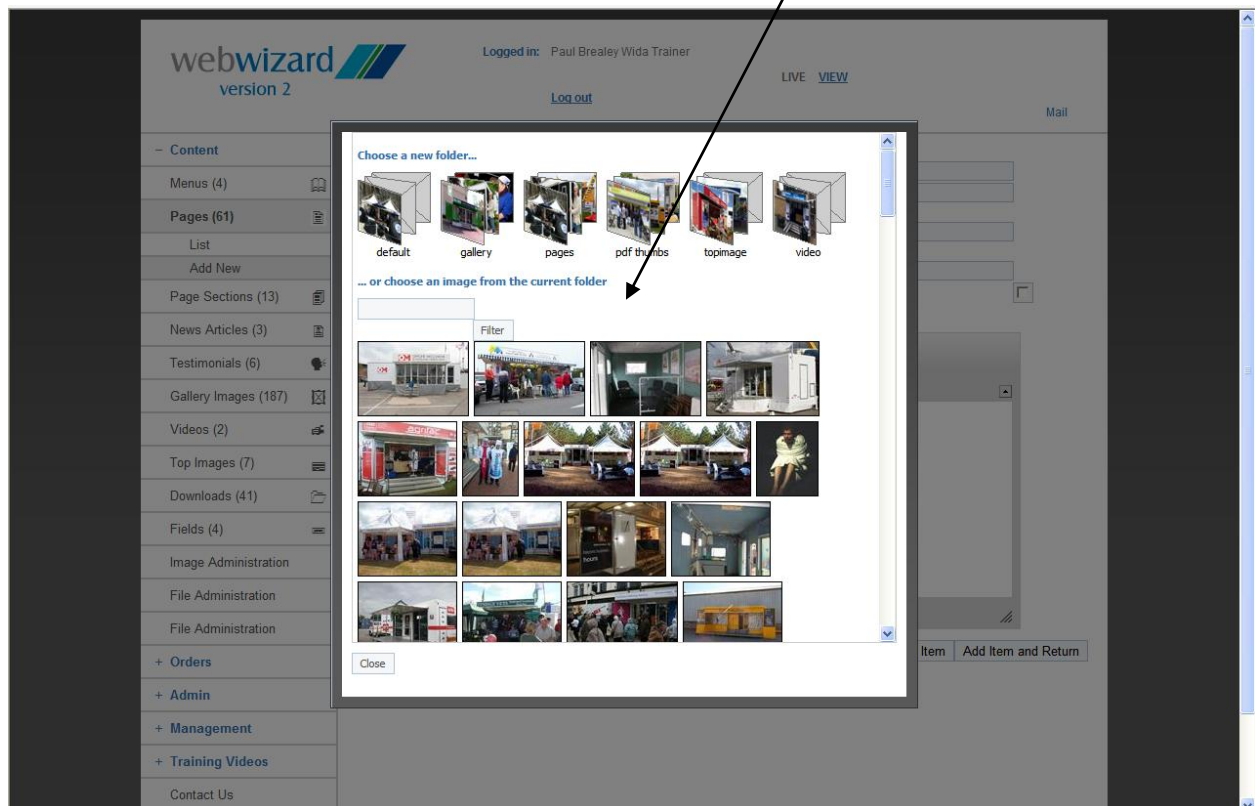 webwizard
version 2
Logged in: Paul Brealey Wida Trainer
Log out
LIVE VIEW
Mail
− Content
Menus (4)
Pages (61)
List
Add New
Page Sections (13)
News Articles (3)
Testimonials (6)
Gallery Images (187)
Videos (2)
Top Images (7)
Downloads (41)
Fields (4)
Image Administration
File Administration
File Administration
+ Orders
+ Admin
+ Management
+ Training Videos
Contact Us
Choose a new folder...
default gallery pages pdf thumbs topimage video
... or choose an image from the current folder
Filter
agritac
hours
Close
Item Add Item and Return